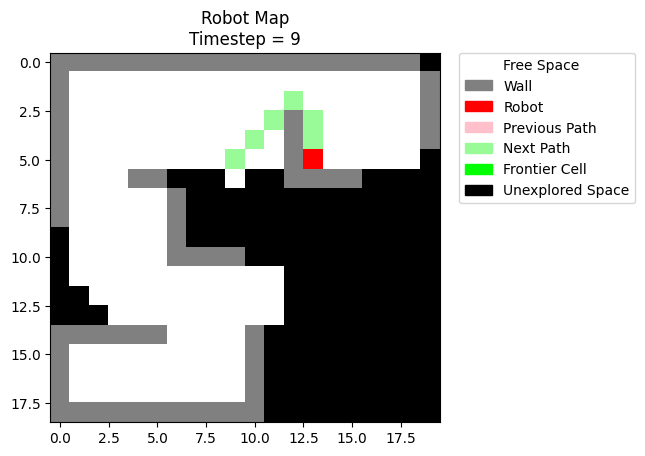 Robot Map
Timestep = 9
0.0
2.5
5.0
7.5
10.0
12.5
15.0
17.5
0.0
2.5
5.0
7.5
10.0
12.5
15.0
17.5
Free Space
Wall
Robot
Previous Path
Next Path
Frontier Cell
Unexplored Space